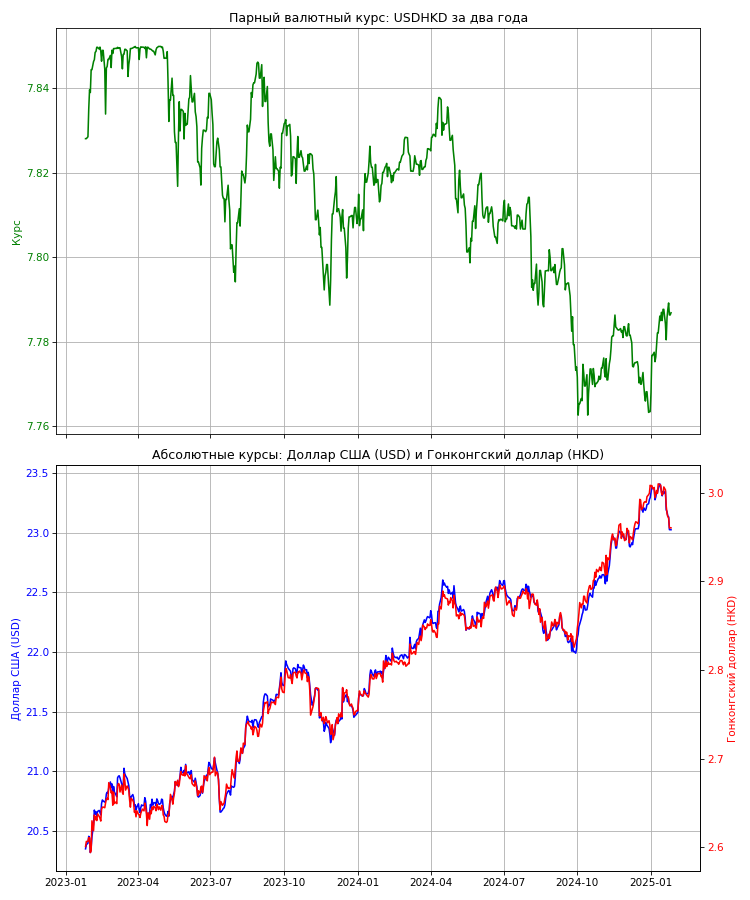 Парный валютный курс: USDHKD за два года
7.84
7.82
7.80
7.78
7.76
Курс
Абсолютные курсы: Доллар США (USD) и Гонконгский доллар (HKD)
23.5
23.0
22.5
22.0
21.5
21.0
20.5
Доллар США (USD)
3.0
2.9
2.8
2.7
2.6
Гонконгский доллар (HKD)
2023-01 2023-04 2023-07 2023-10 2024-01 2024-04 2024-07 2024-10 2025-01